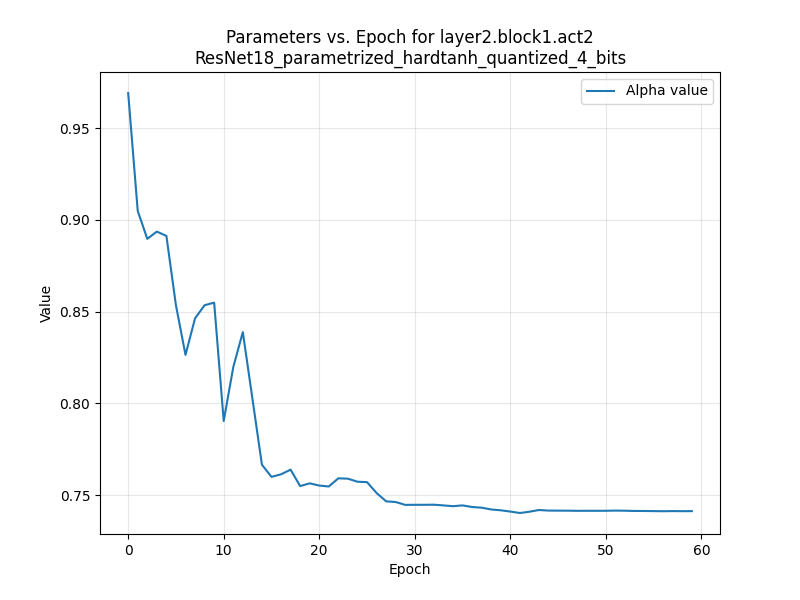 Parameters vs. Epoch for layer2.block1.act2
ResNet18_parametrized_hardtanh_quantized_4_bits
Alpha value
0.95
0.90
0.85
0.80
0.75
Value
0 10 20 30 40 50 60
Epoch